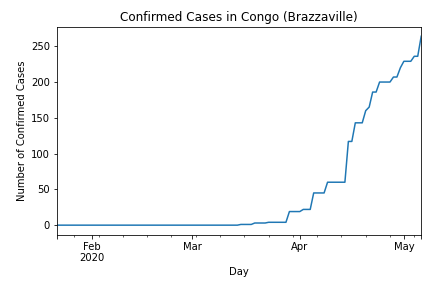 Confirmed Cases in Congo (Brazzaville)
Number of Confirmed Cases
250
200
150
100
50
0
Feb
2020
Mar
Apr
May
Day